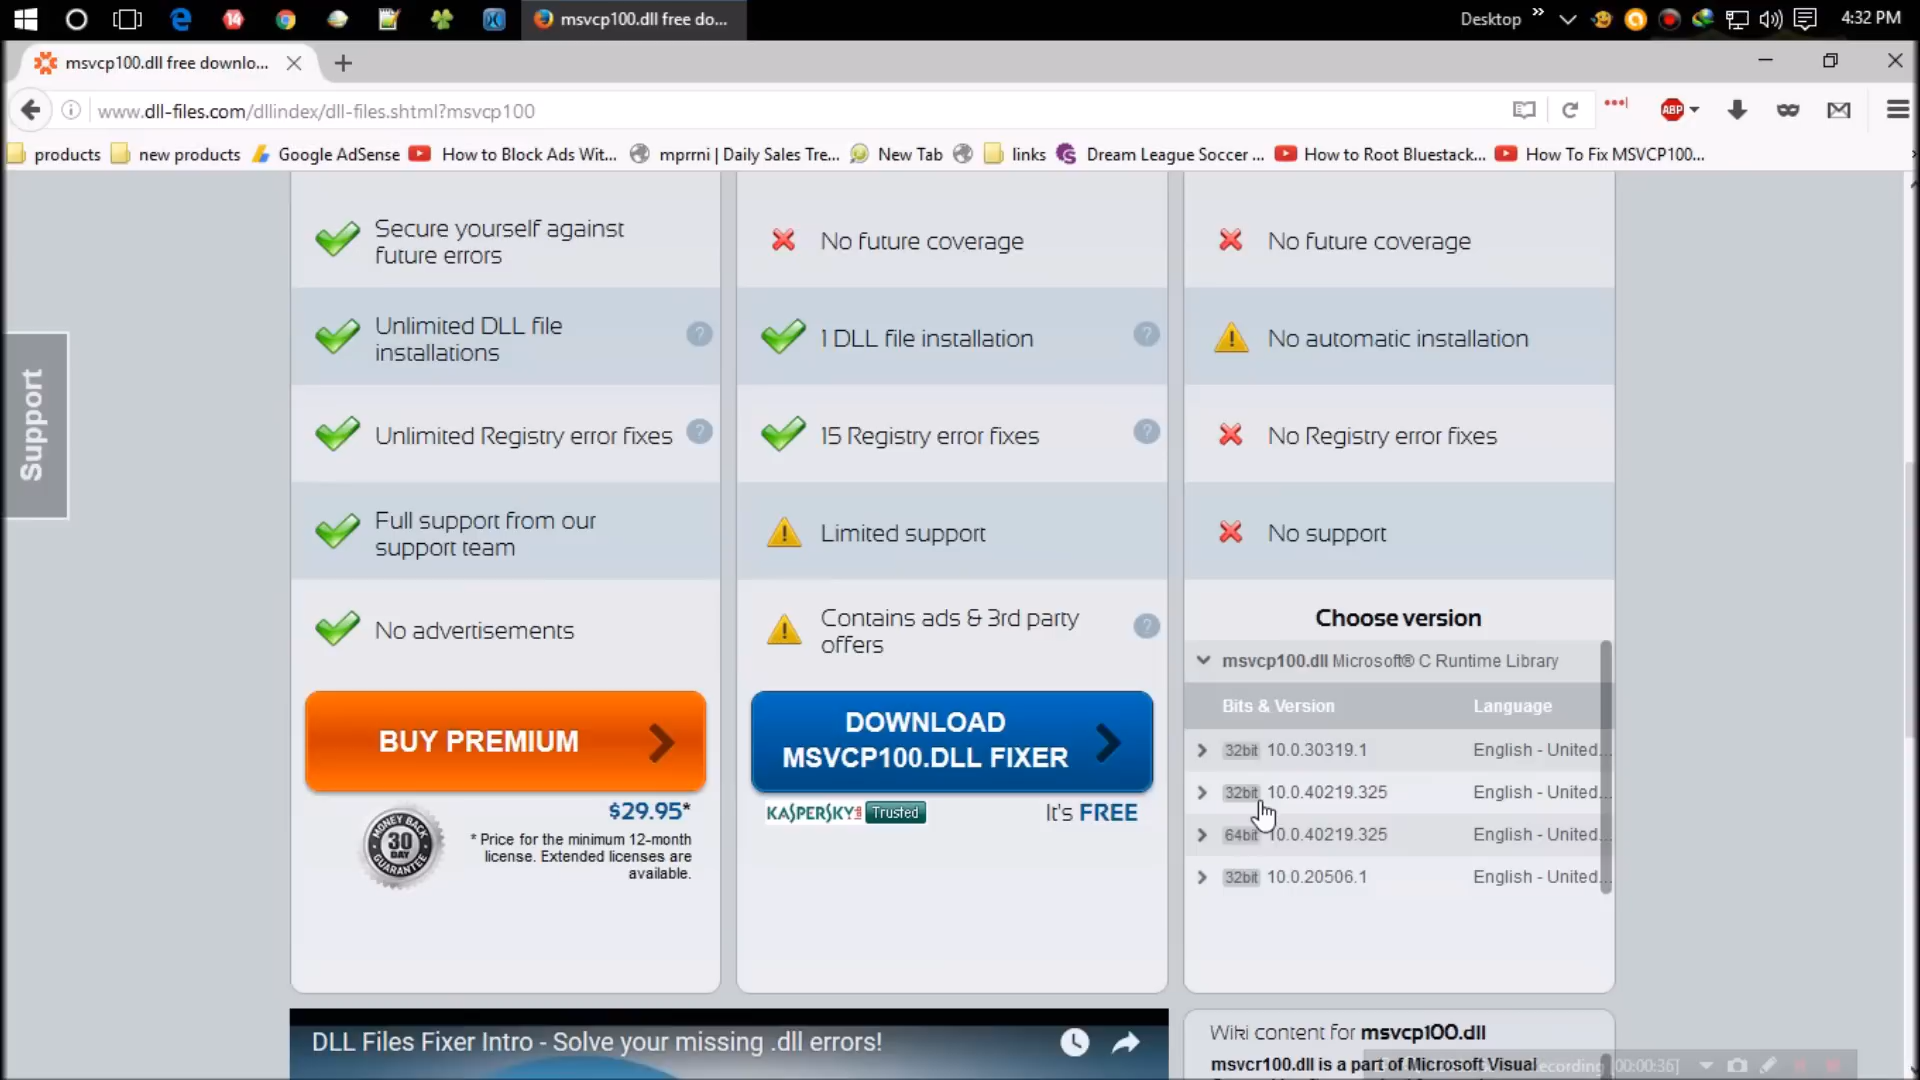 msvcp100.dll free do...
Desktop
4:32 PM
msvcp100.dll free downlo...
www.dll-files.com/dllindex/dll-files.shtml?msvcp100
ABP
products
new products
Google AdSense
How to Block Ads Wit...
mprrni | Daily Sales Tre...
New Tab
links
Dream League Soccer ...
How to Root Bluestack...
How To Fix MSVCP100...
Support
Secure yourself against
future errors
Unlimited DLL file
installations
Unlimited Registry error fixes
Full support from our
support team
No advertisements
BUY PREMIUM
MONEY BACK
30
DAY
GUARANTEE
$29.95*
* Price for the minimum 12-month
license. Extended licenses are
available.
No future coverage
1 DLL file installation
15 Registry error fixes
Limited support
Contains ads & 3rd party
offers
DOWNLOAD
MSVCP100.DLL FIXER
KASPERSKY Trusted
It's FREE
No future coverage
No automatic installation
No Registry error fixes
No support
Choose version
msvcp100.dll Microsoft® C Runtime Library
Bits & Version Language
32bit 10.0.30319.1 English - United...
32bit 10.0.40219.325 English - United...
64bit 10.0.40219.325 English - United...
32bit 10.0.20506.1 English - United...
DLL Files Fixer Intro - Solve your missing .dll errors!
Wiki content for msvcp100.dll
msvcr100.dll is a part of Microsoft Visual
ecording [00:00:36]